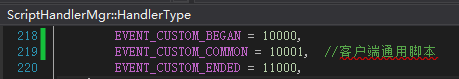 ScriptHandlerMgr::HandlerType
218 EVENT_CUSTOM_BEGAN = 10000,
219 EVENT_CUSTOM_COMMON = 10001, //客户端通用脚本
220 EVENT_CUSTOM_ENDED = 11000,